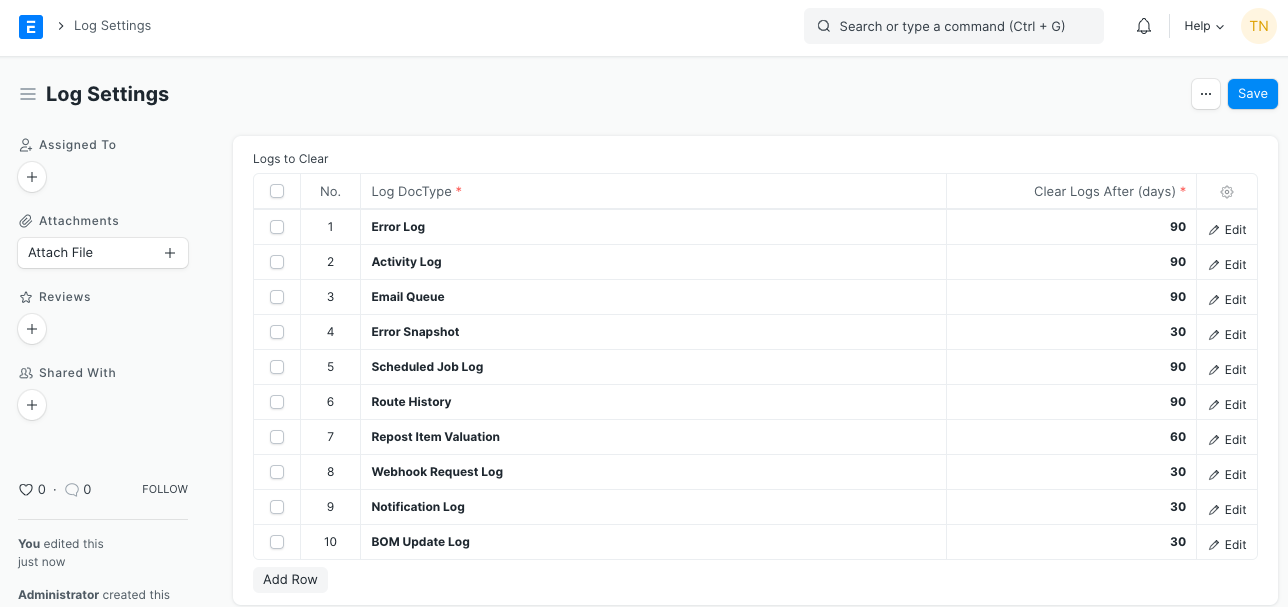 E
Log Settings
Search or type a command (Ctrl + G)
Help
TN
Log Settings
...
Save
Assigned To
Attachments
Attach File
Reviews
Shared With
0 · 0
FOLLOW
You edited this
just now
Administrator created this
Logs to Clear
No. Log DocType * Clear Logs After (days) *
1 Error Log 90 Edit
2 Activity Log 90 Edit
3 Email Queue 90 Edit
4 Error Snapshot 30 Edit
5 Scheduled Job Log 90 Edit
6 Route History 90 Edit
7 Repost Item Valuation 60 Edit
8 Webhook Request Log 30 Edit
9 Notification Log 30 Edit
10 BOM Update Log 30 Edit
Add Row